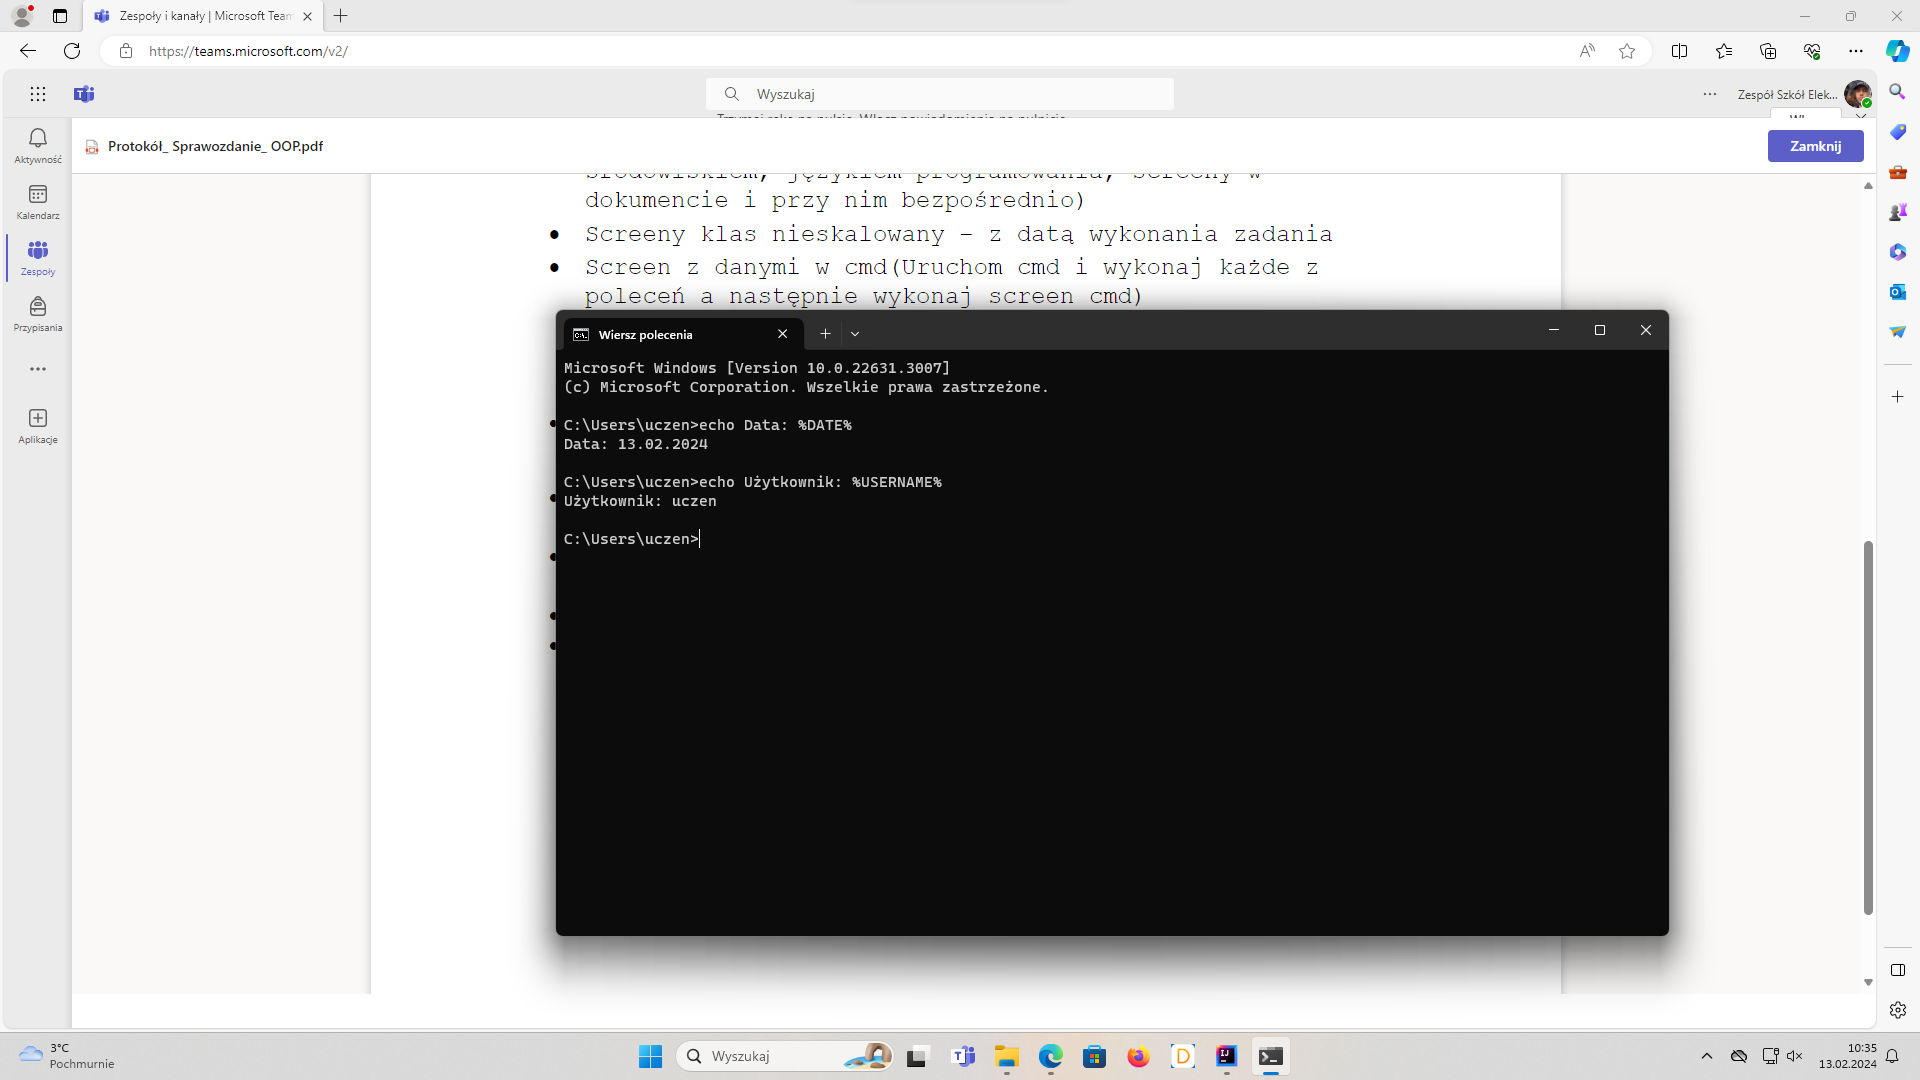 Zespoły i kanały | Microsoft Team
https://teams.microsoft.com/v2/
Wyszukaj
Zespół Szkół Elek...
Aktywność
Kalendarz
Zespoły
Przypisania
Aplikacje
Protokół_ Sprawozdanie_ OOP.pdf
Zamknij
środowiskiem, językiem programowania, screeny w
dokumencie i przy nim bezpośrednio)
• Screeny klas nieskalowany – z datą wykonania zadania
• Screen z danymi w cmd(Uruchom cmd i wykonaj każde z
poleceń a następnie wykonaj screen cmd)
Wiersz polecenia
Microsoft Windows [Version 10.0.22631.3007]
(c) Microsoft Corporation. Wszelkie prawa zastrzeżone.
C:\Users\uczen>echo Data: %DATE%
Data: 13.02.2024
C:\Users\uczen>echo Użytkownik: %USERNAME%
Użytkownik: uczen
C:\Users\uczen>
3°C
Pochmurnie
Wyszukaj
10:35
13.02.2024